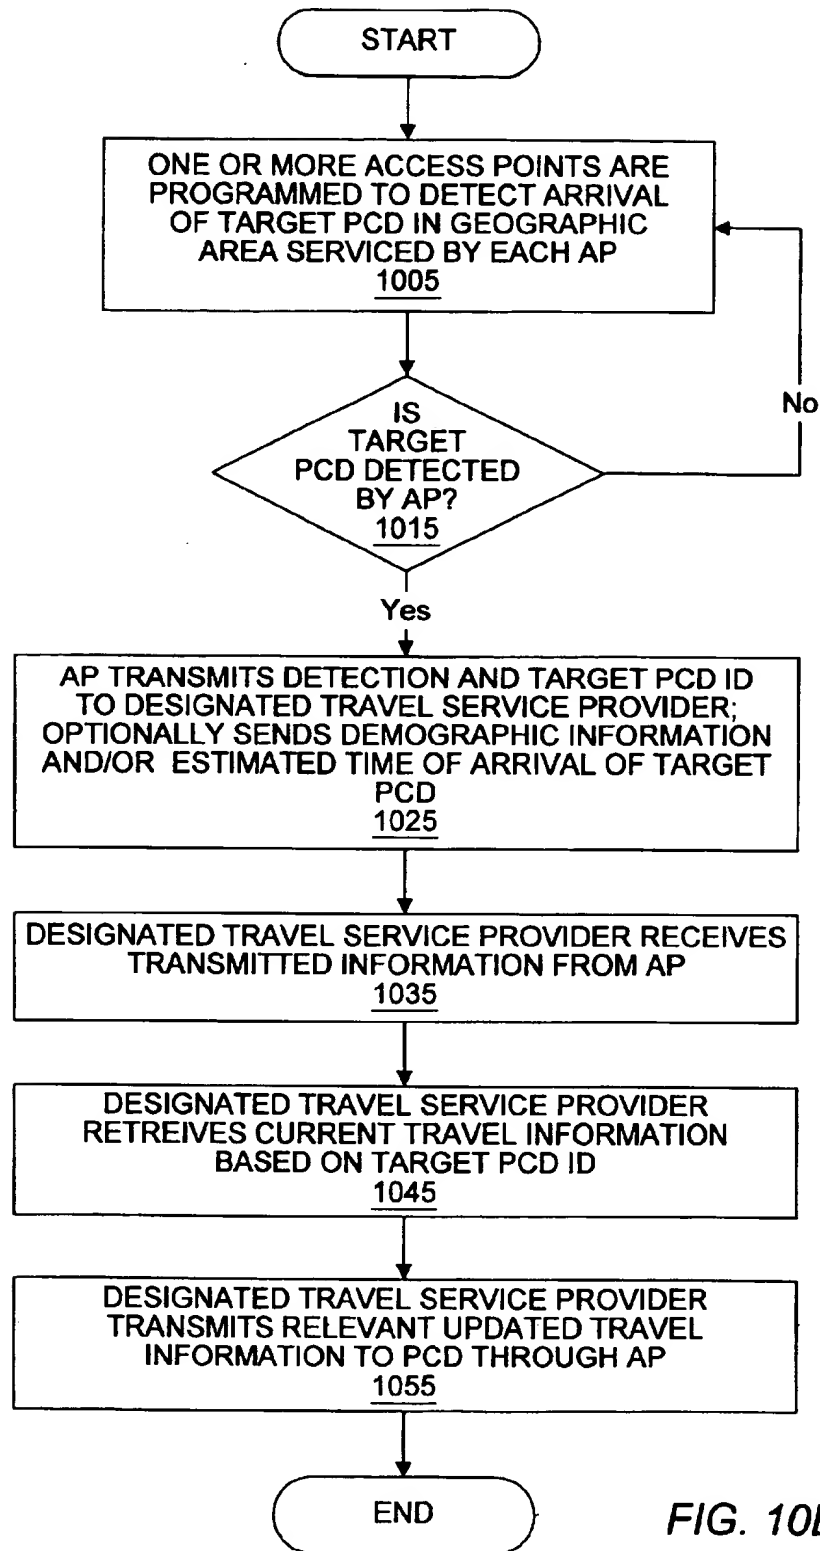 START
ONE OR MORE ACCESS POINTS ARE
PROGRAMMED TO DETECT ARRIVAL
OF TARGET PCD IN GEOGRAPHIC
AREA SERVICED BY EACH AP
1005
IS
TARGET
PCD DETECTED
BY AP?
1015
No
Yes
AP TRANSMITS DETECTION AND TARGET PCD ID
TO DESIGNATED TRAVEL SERVICE PROVIDER;
OPTIONALLY SENDS DEMOGRAPHIC INFORMATION
AND/OR ESTIMATED TIME OF ARRIVAL OF TARGET
PCD
1025
DESIGNATED TRAVEL SERVICE PROVIDER RECEIVES
TRANSMITTED INFORMATION FROM AP
1035
DESIGNATED TRAVEL SERVICE PROVIDER
RETREIVES CURRENT TRAVEL INFORMATION
BASED ON TARGET PCD ID
1045
DESIGNATED TRAVEL SERVICE PROVIDER
TRANSMITS RELEVANT UPDATED TRAVEL
INFORMATION TO PCD THROUGH AP
1055
END
FIG.